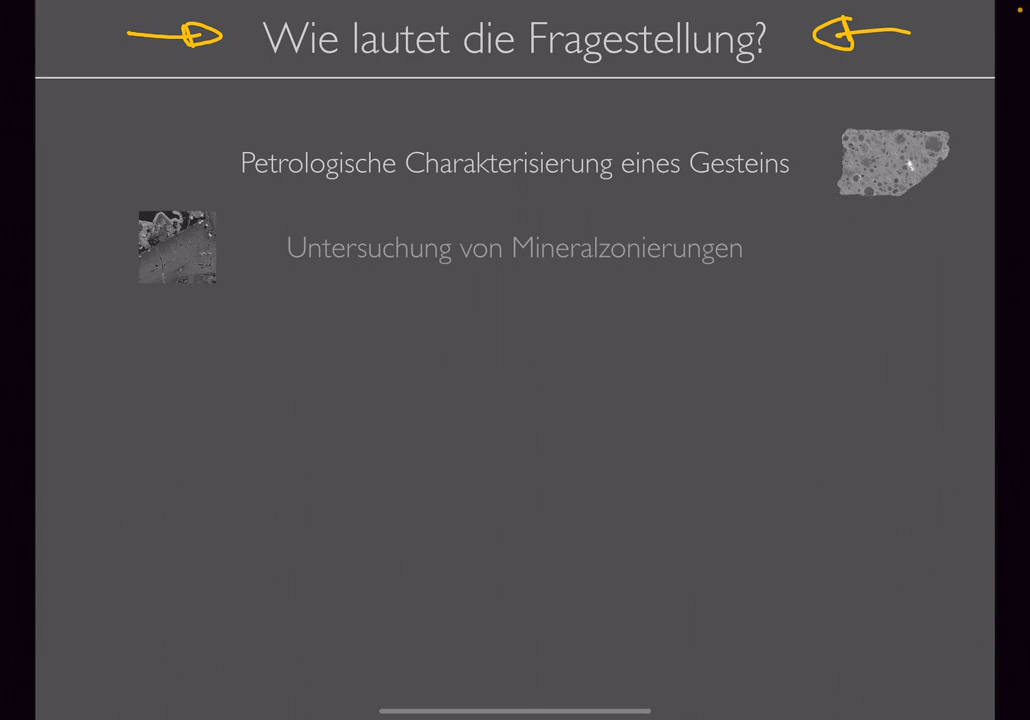 Wie lautet die Fragestellung?
Petrologische Charakterisierung eines Gesteins
Untersuchung von Mineralzonierungen